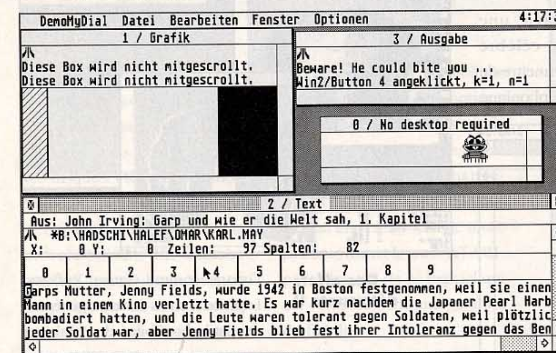 DemoMyDial Datei Bearbeiten Fenster Optionen 4:17:
1 / Grafik
Diese Box wird nicht mitgescrollt.
Diese Box wird nicht mitgescrollt.
3 / Ausgabe
Beware! He could bite you ...
Win2/Button 4 angeklickt, k=1, n=1
0 / No desktop required
2 / Text
Aus: John Irving: Garp und wie er die Welt sah, 1. Kapitel
*B:\HADSCHI\HALEF\OMAR\KARL.MAY
X: 0 Y: 0 Zeilen: 97 Spalten: 82
0 1 2 3 4 5 6 7 8 9
Garps Mutter, Jenny Fields, wurde 1942 in Boston festgenommen, weil sie einen
Mann in einem Kino verletzt hatte. Es war kurz nachdem die Japaner Pearl Harb
bombadiert hatten, und die Leute waren tolerant gegen Soldaten, weil plötzlic
jeder Soldat war, aber Jenny Fields blieb fest ihrer Intoleranz gegen das Ben